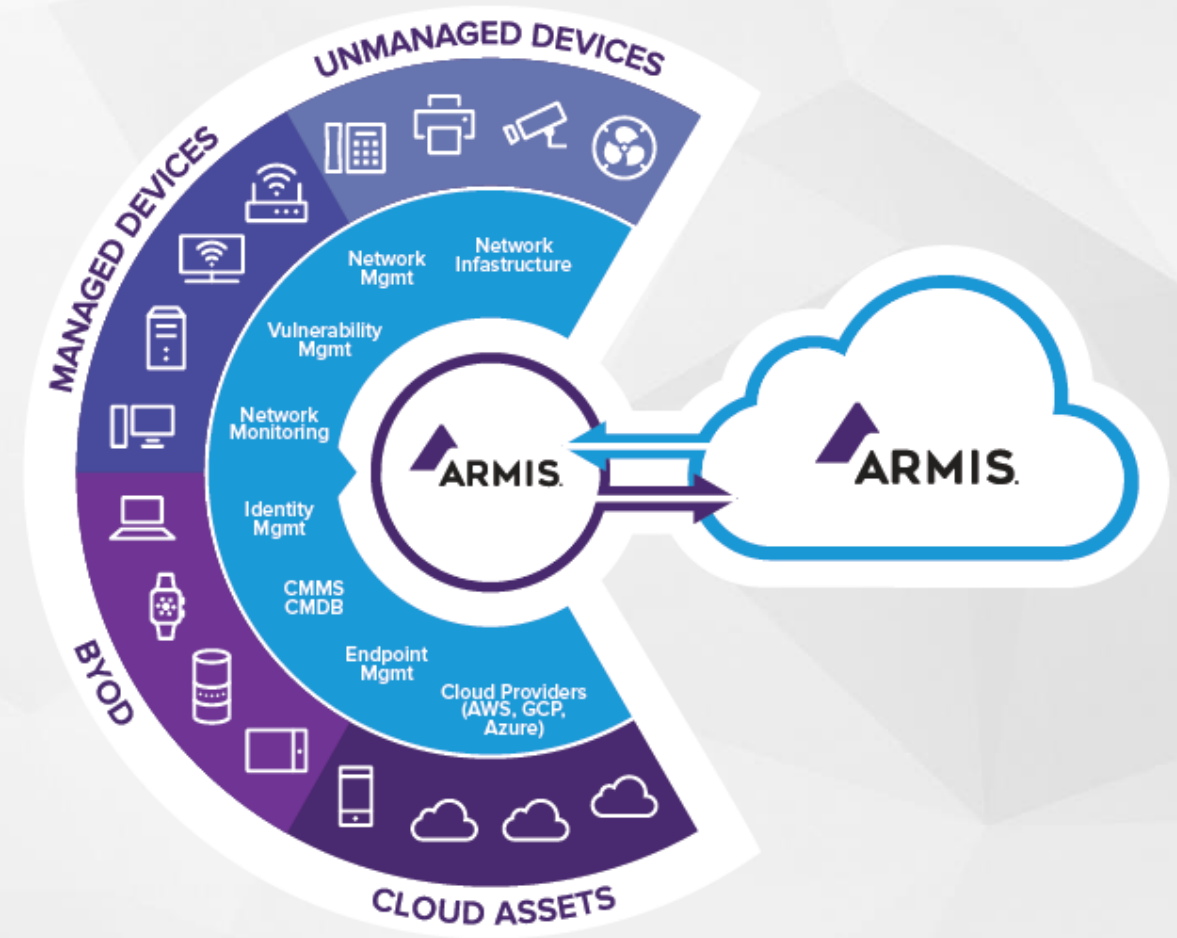 UNMANAGED DEVICES
MANAGED DEVICES
BYOD
CLOUD ASSETS
Network
Mgmt
Network
Infastructure
Vulnerability
Mgmt
Network
Monitoring
Identity
Mgmt
CMMS
CMDB
Endpoint
Mgmt
Cloud Providers
(AWS, GCP,
Azure)
ARMIS.
ARMIS.